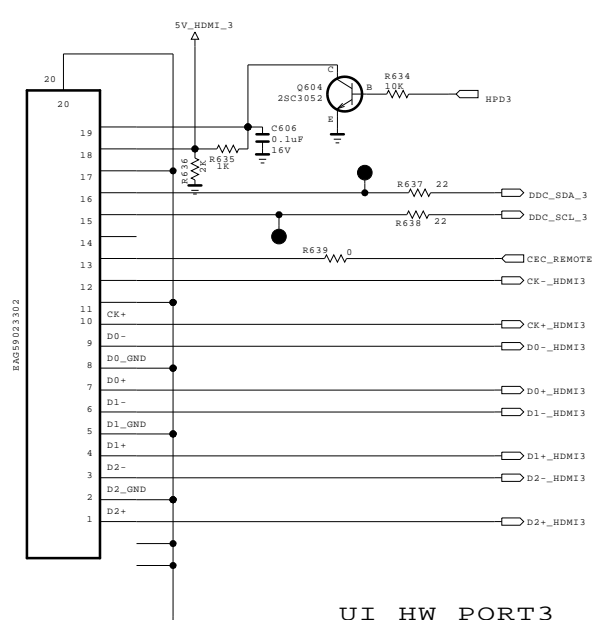 5V_HDMI_3
20
20
C
Q604
2SC3052
B
R634
10K
HPD3
E
19
C606
0.1uF
16V
18
R635
1K
R636
2K
17
16
R637 22
DDC_SDA_3
15
R638 22
DDC_SCL_3
14
13
R639 0
CEC_REMOTE
12
CK-_HDMI3
11
10
CK+
CK+_HDMI3
9
D0-
D0-_HDMI3
8
D0_GND
7
D0+
D0+_HDMI3
6
D1-
D1-_HDMI3
5
D1_GND
4
D1+
D1+_HDMI3
3
D2-
D2-_HDMI3
2
D2_GND
1
D2+
D2+_HDMI3
EAG59023302
UI HW PORT3